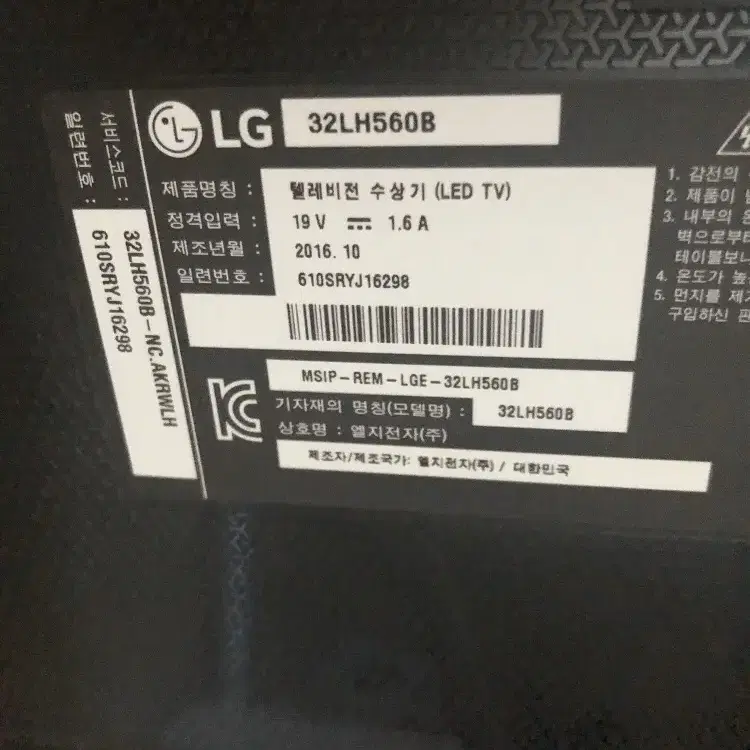 LG 32LH560B
제품명칭 : 텔레비전 수상기 (LED TV)
정격입력 : 19 V 1.6 A
제조년월 : 2016. 10
일련번호 : 610SRYJ16298
MSIP-REM-LGE-32LH560B
기자재의 명칭(모델명) : 32LH560B
상호명 : 엘지전자(주)
제조자/제조국가: 엘지전자(주) / 대한민국
서비스코드 : 32LH560B-NC.AKRWLH
일련번호 : 610SRYJ16298
1. 감전의
2. 제품이
3. 내부의
벽으로부터
테이블보나
4. 온도가
5. 먼지를
구입하신